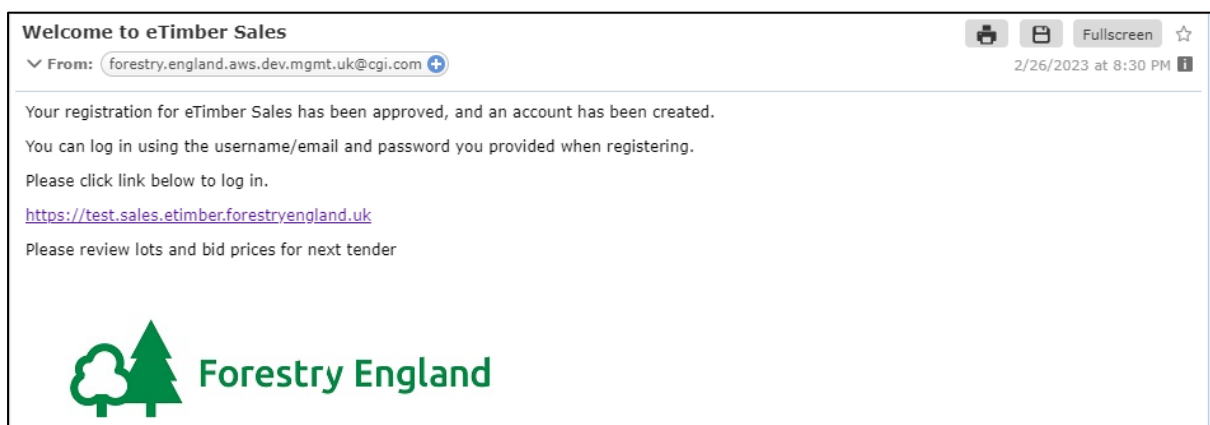 Welcome to eTimber Sales
Fullscreen
From: forestry.england.aws.dev.mgmt.uk@cgi.com
2/26/2023 at 8:30 PM
Your registration for eTimber Sales has been approved, and an account has been created.
You can log in using the username/email and password you provided when registering.
Please click link below to log in.
https://test.sales.etimber.forestryengland.uk
Please review lots and bid prices for next tender
Forestry England